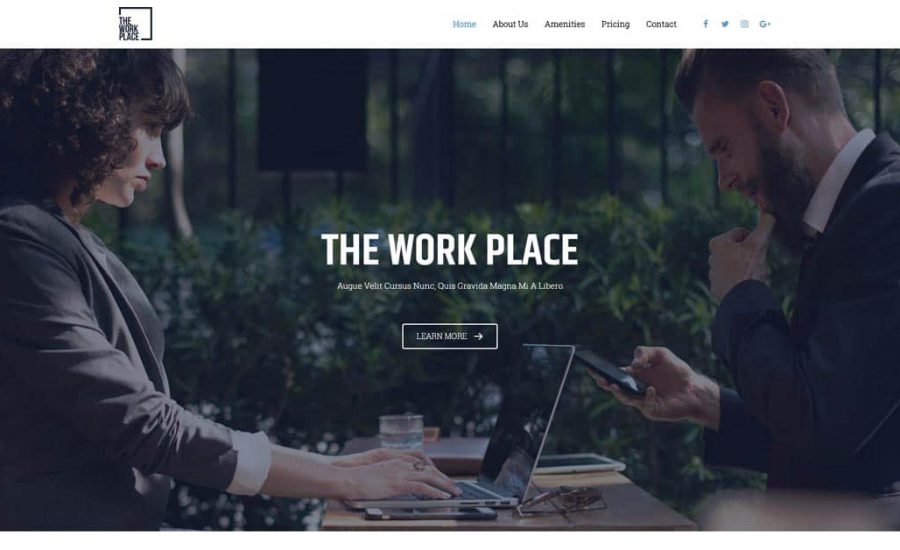 THE
WORK
PLACE
Home About Us Amenities Pricing Contact
THE WORK PLACE
Augue Velit Cursus Nunc, Quis Gravida Magna Mi A Libero
LEARN MORE